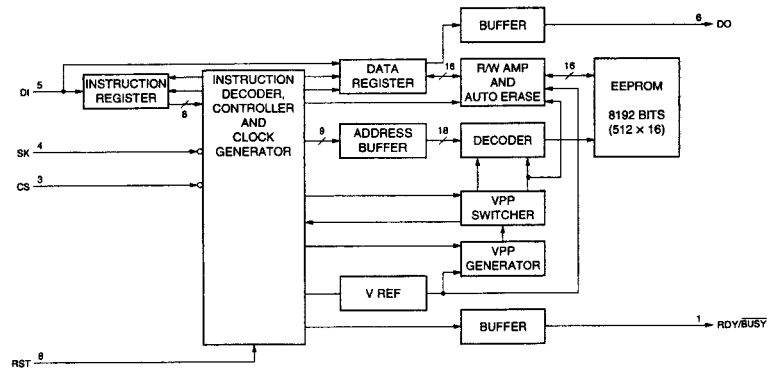 BUFFER
6
DO
DI
5
INSTRUCTION
REGISTER
8
INSTRUCTION
DECODER,
CONTROLLER
AND
CLOCK
GENERATOR
DATA
REGISTER
16
R/W AMP
AND
AUTO ERASE
16
EEPROM
8192 BITS
(512 × 16)
SK
4
CS
3
9
ADDRESS
BUFFER
18
DECODER
VPP
SWITCHER
VPP
GENERATOR
V REF
BUFFER
1
RDY/BUSY
RST
8